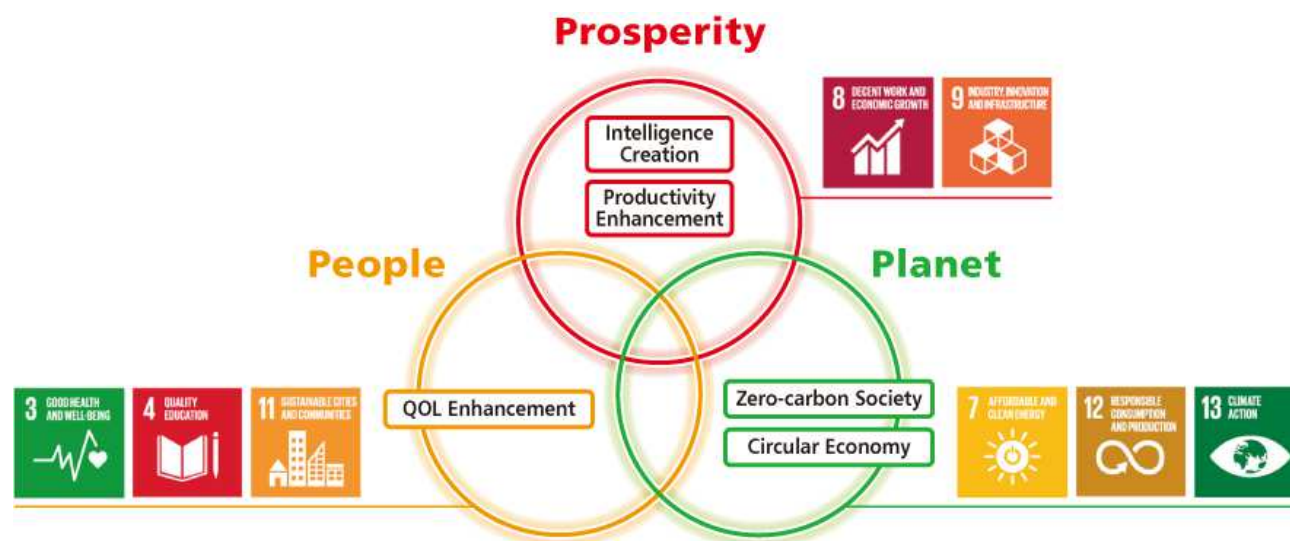 Prosperity
8 DECENT WORK AND
ECONOMIC GROWTH
9 INDUSTRY, INNOVATION
AND INFRASTRUCTURE
Intelligence
Creation
Productivity
Enhancement
People
Planet
3 GOOD HEALTH
AND WELL-BEING
4 QUALITY
EDUCATION
11 SUSTAINABLE CITIES
AND COMMUNITIES
QOL Enhancement
Zero-carbon Society
Circular Economy
7 AFFORDABLE AND
CLEAN ENERGY
12 RESPONSIBLE
CONSUMPTION
AND PRODUCTION
13 CLIMATE
ACTION